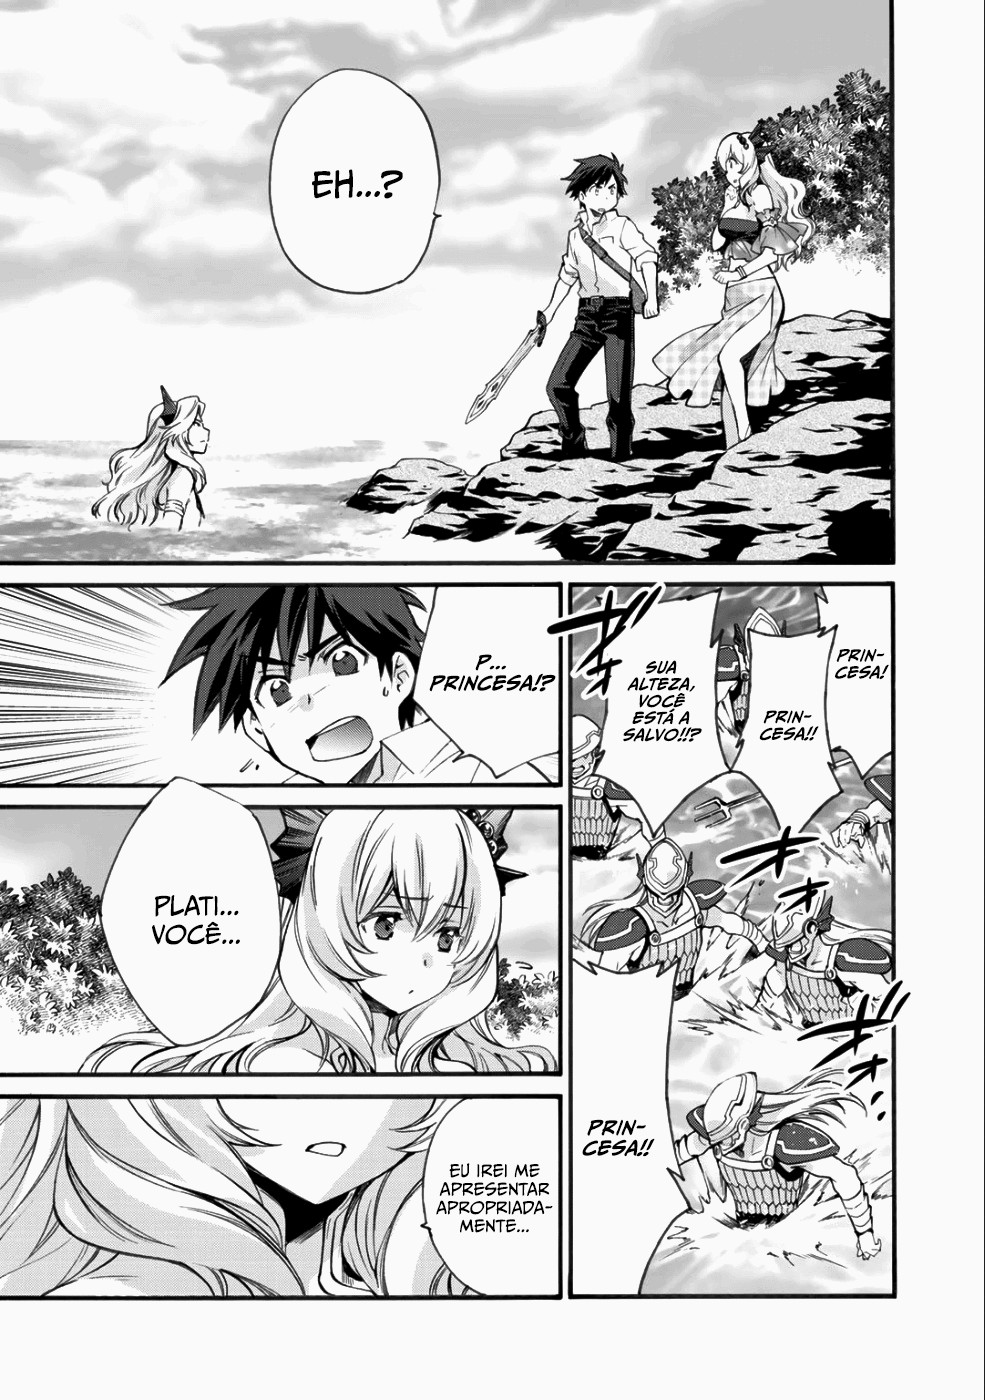 EH...?
PRIN-
CESA!
PRIN-
CESA!!
SUA
ALTEZA,
VOCÊ
ESTÁ A
SALVO!!?
PRIN-
CESA!!
P...
PRINCESA!?
PLATI...
VOCÊ...
EU IREI ME
APRESENTAR
APROPRIADA-
MENTE...